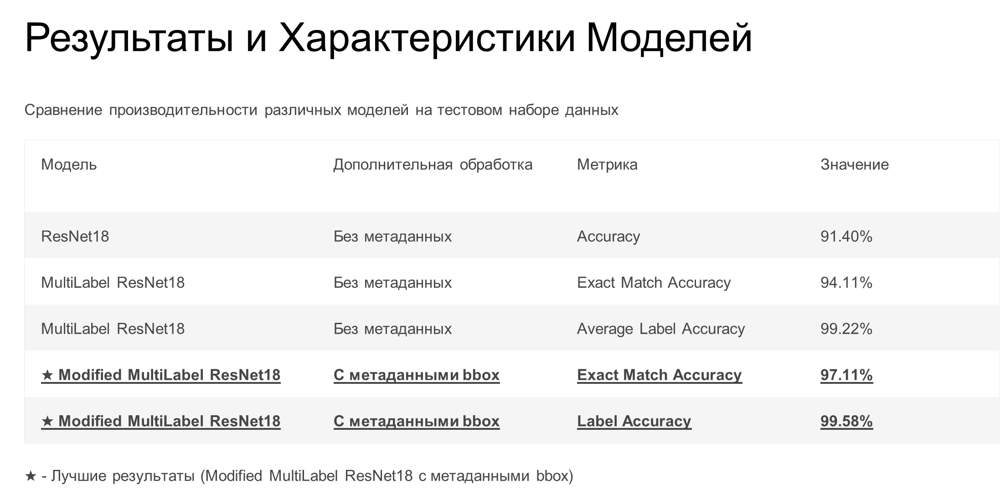 Результаты и Характеристики Моделей
Сравнение производительности различных моделей на тестовом наборе данных
Модель Дополнительная обработка Метрика Значение
ResNet18 Без метаданных Accuracy 91.40%
MultiLabel ResNet18 Без метаданных Exact Match Accuracy 94.11%
MultiLabel ResNet18 Без метаданных Average Label Accuracy 99.22%
★ Modified MultiLabel ResNet18 С метаданными bbox Exact Match Accuracy 97.11%
★ Modified MultiLabel ResNet18 С метаданными bbox Label Accuracy 99.58%
★ - Лучшие результаты (Modified MultiLabel ResNet18 с метаданными bbox)